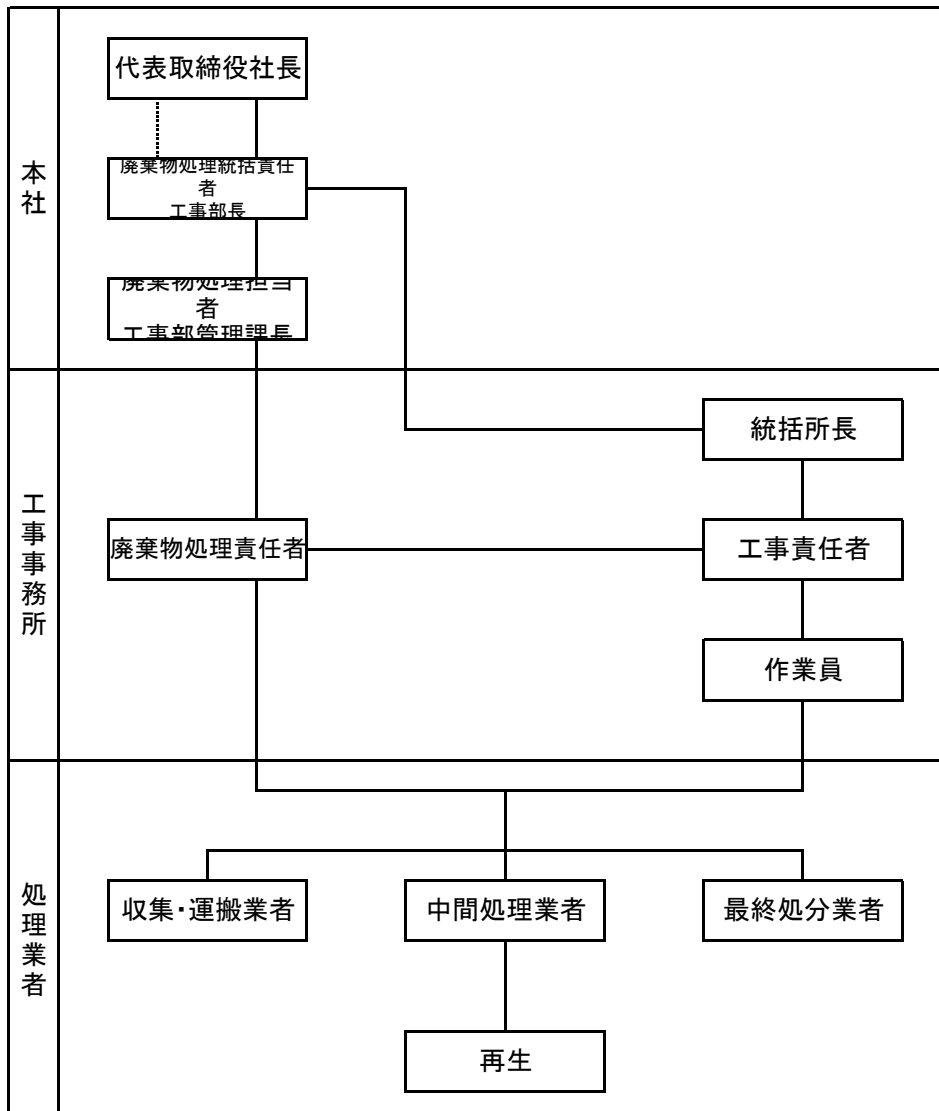 本社
代表取締役社長
廃棄物処理統括責任
者
工事部長
廃棄物処理担当
者
工事部管理課長
工事事務所
統括所長
廃棄物処理責任者
工事責任者
作業員
処理業者
収集・運搬業者
中間処理業者
最終処分業者
再生